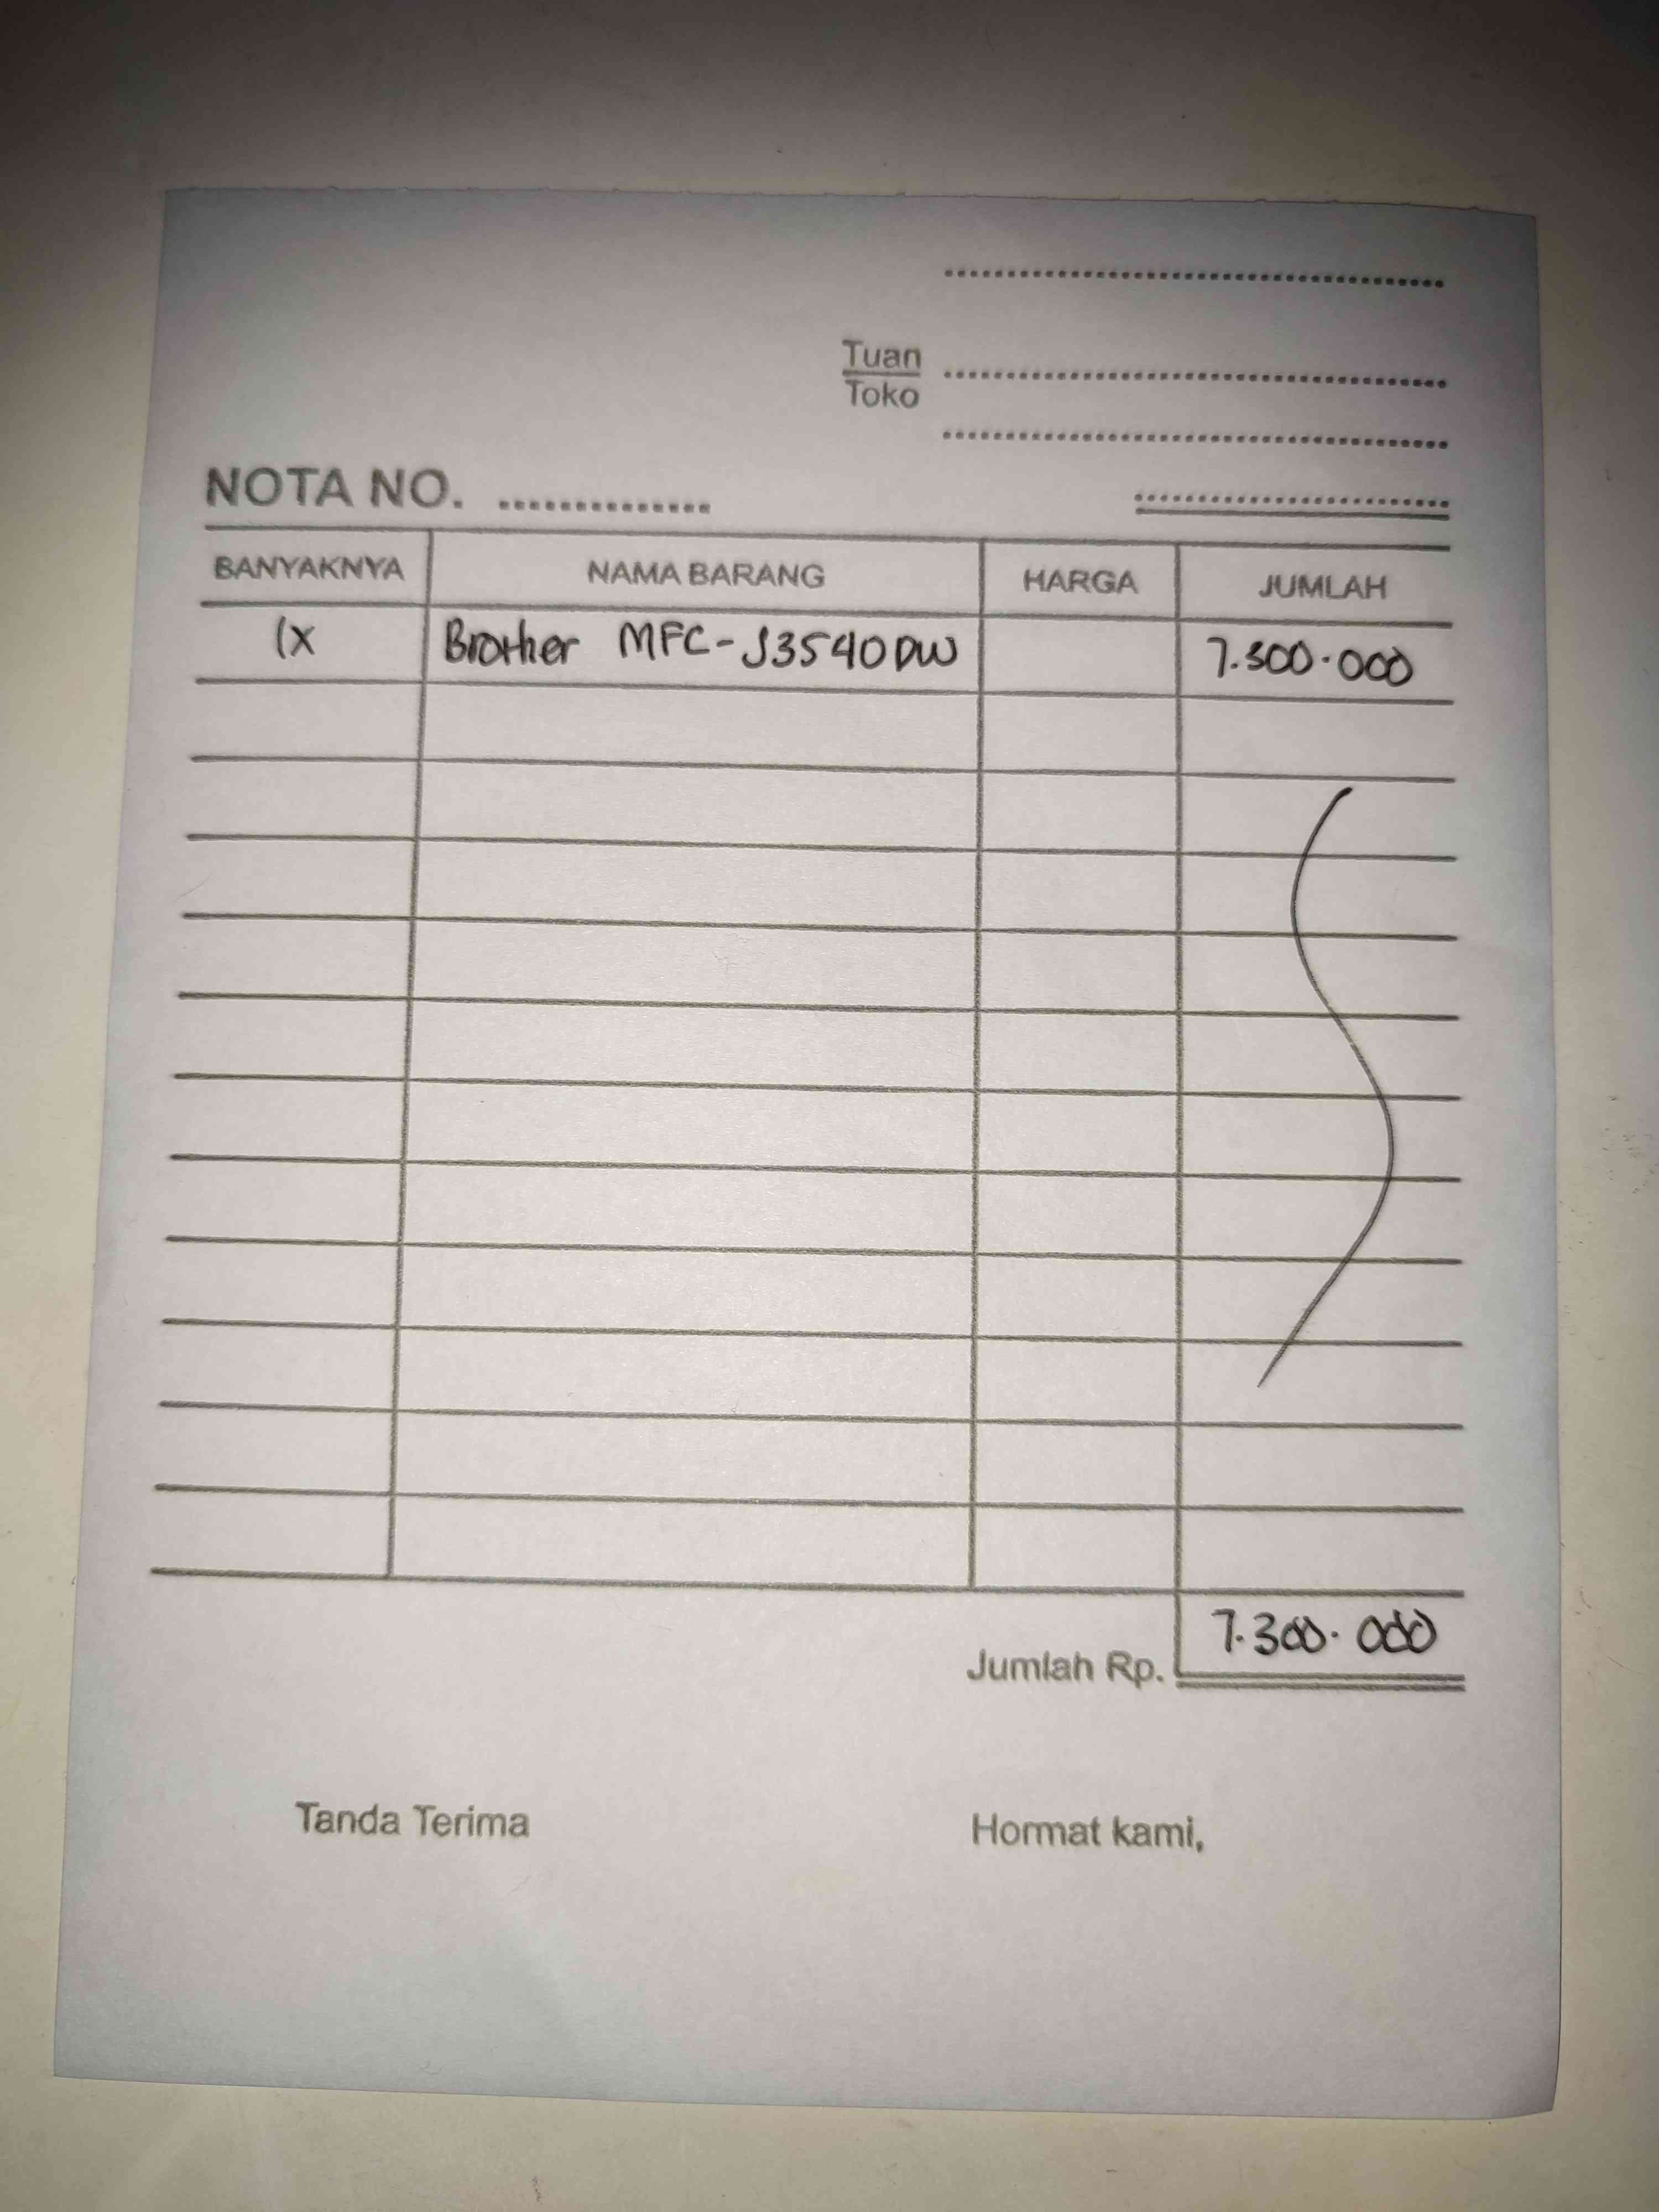 Tuan
Toko
NOTA NO. ..............
BANYAKNYA NAMA BARANG HARGA JUMLAH
1x Brother MFC-J3540DW 7.300.000
Jumlah Rp. 7.300.000
Tanda Terima Hormat kami,